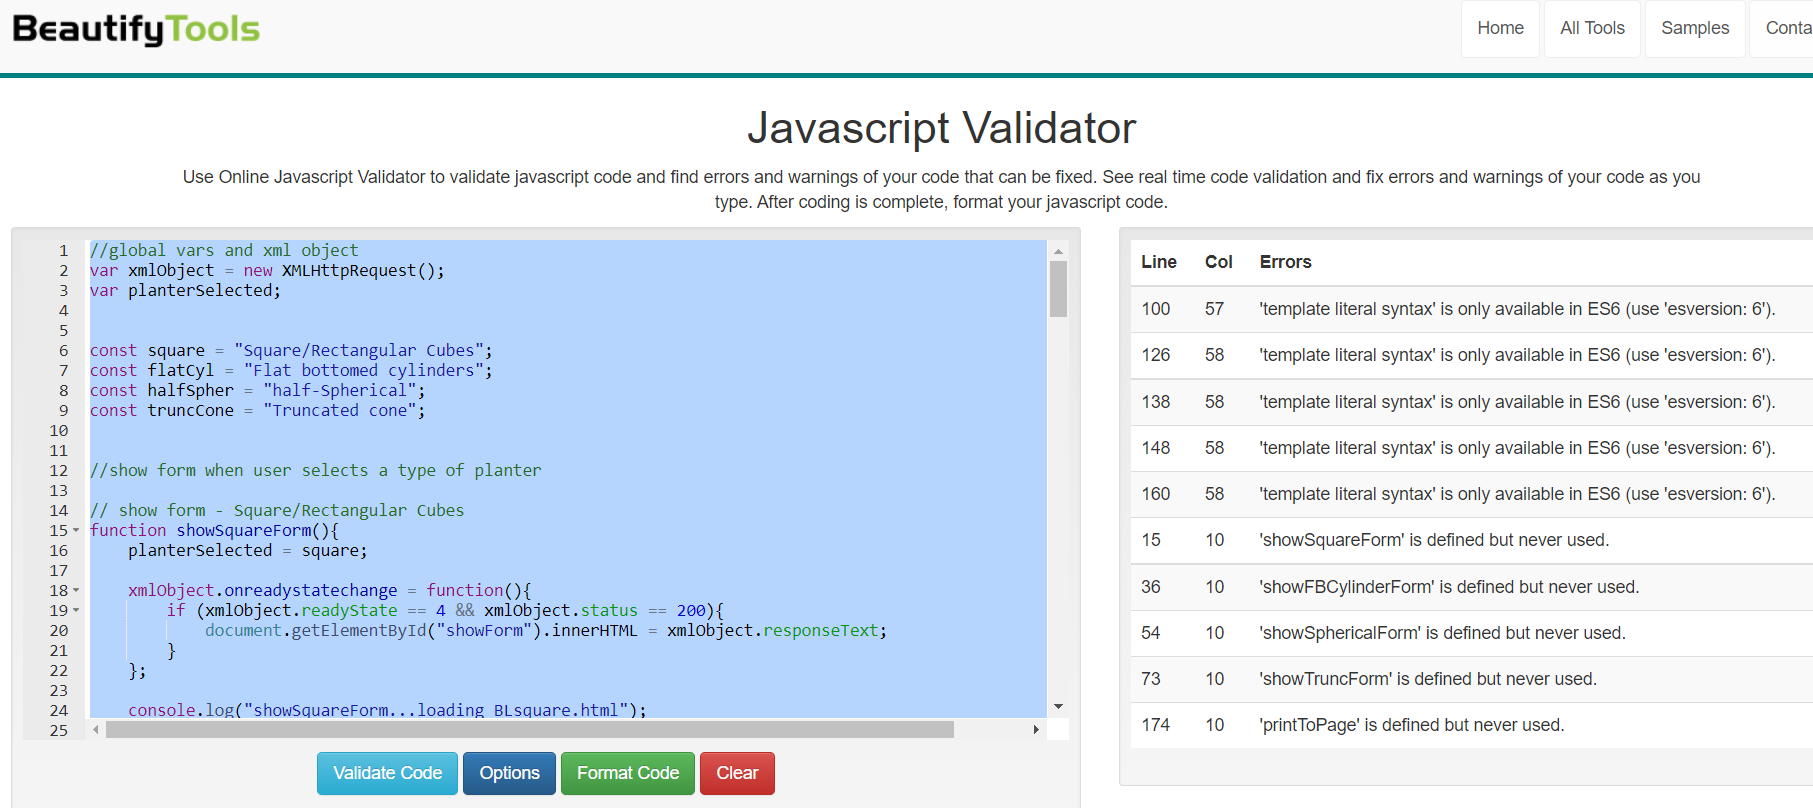 BeautifyTools
Home All Tools Samples Conta
Javascript Validator
Use Online Javascript Validator to validate javascript code and find errors and warnings of your code that can be fixed. See real time code validation and fix errors and warnings of your code as you
type. After coding is complete, format your javascript code.
1 //global vars and xml object
2 var xmlObject = new XMLHttpRequest();
3 var planterSelected;
4
5
6 const square = "Square/Rectangular Cubes";
7 const flatCyl = "Flat bottomed cylinders";
8 const halfSpher = "half-Spherical";
9 const truncCone = "Truncated cone";
10
11
12 //show form when user selects a type of planter
13
14 // show form - Square/Rectangular Cubes
15 function showSquareForm(){
16 planterSelected = square;
17
18 xmlObject.onreadystatechange = function(){
19 if (xmlObject.readyState == 4 && xmlObject.status == 200){
20 document.getElementById("showForm").innerHTML = xmlObject.responseText;
21 }
22 };
23
24 console.log("showSquareForm...loading BLsquare.html");
25
Validate Code Options Format Code Clear
Line Col Errors
100 57 'template literal syntax' is only available in ES6 (use 'esversion: 6').
126 58 'template literal syntax' is only available in ES6 (use 'esversion: 6').
138 58 'template literal syntax' is only available in ES6 (use 'esversion: 6').
148 58 'template literal syntax' is only available in ES6 (use 'esversion: 6').
160 58 'template literal syntax' is only available in ES6 (use 'esversion: 6').
15 10 'showSquareForm' is defined but never used.
36 10 'showFBCylinderForm' is defined but never used.
54 10 'showSphericalForm' is defined but never used.
73 10 'showTruncForm' is defined but never used.
174 10 'printToPage' is defined but never used.